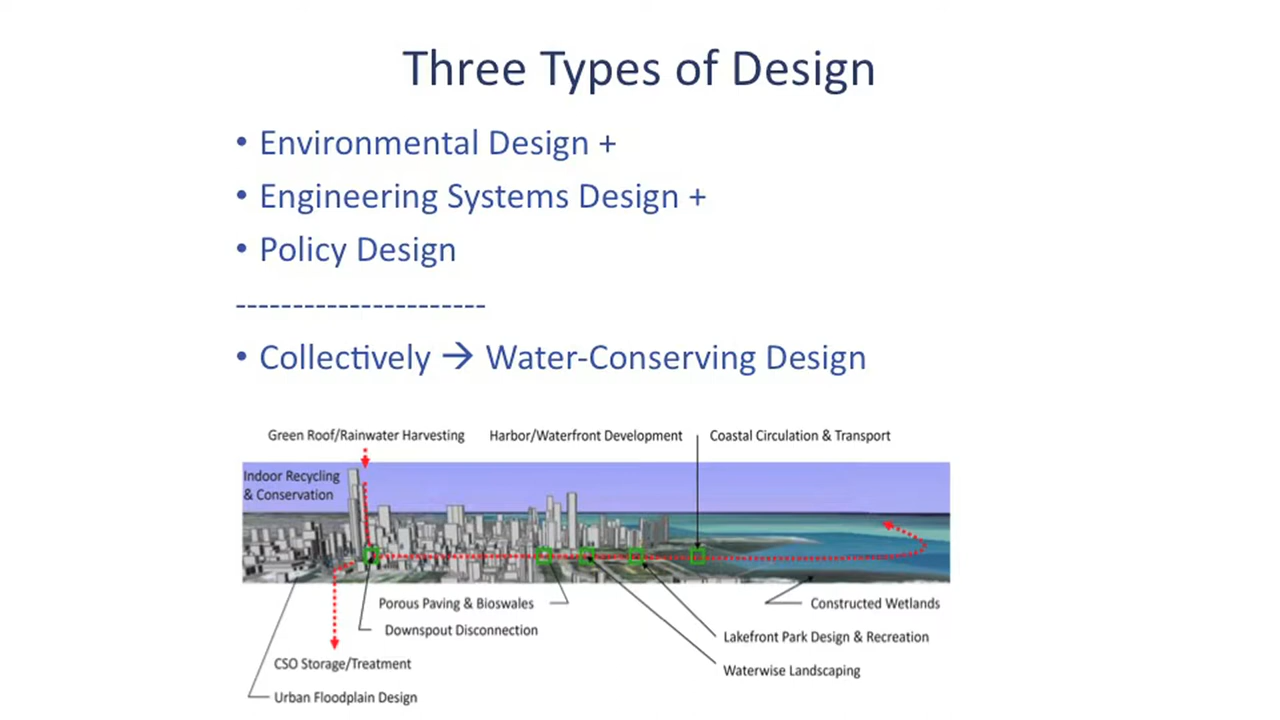 Three Types of Design
• Environmental Design +
• Engineering Systems Design +
• Policy Design
----------------------
• Collectively → Water-Conserving Design
Green Roof/Rainwater Harvesting
Harbor/Waterfront Development
Coastal Circulation & Transport
Indoor Recycling
& Conservation
Porous Paving & Bioswales
Constructed Wetlands
Downspout Disconnection
Lakefront Park Design & Recreation
CSO Storage/Treatment
Waterwise Landscaping
Urban Floodplain Design